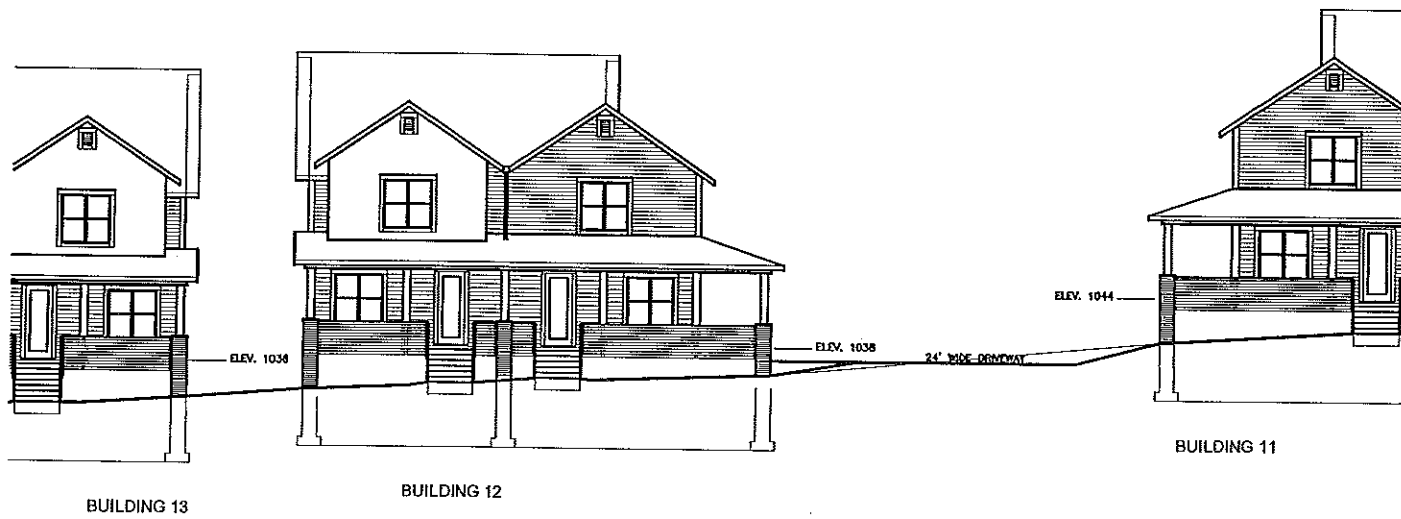 ELEV. 1044
ELEV. 1036
ELEV. 1038
24' WIDE DRIVEWAY
BUILDING 11
BUILDING 12
BUILDING 13